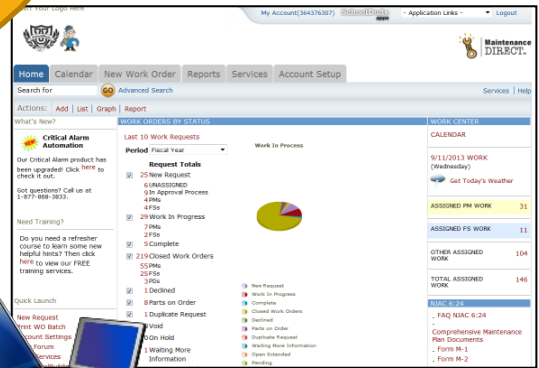 Your Logo Here
My Account(364376307)
SchoolDude
apps
- Application Links -
Logout
Maintenance
DIRECT.
Home
Calendar
New Work Order
Reports
Services
Account Setup
Search for
GO
Advanced Search
Services | Help
Actions: Add | List | Graph | Report
What's New?
NEW
Critical Alarm
Automation
Our Critical Alarm product has
been upgraded! Click here to
check it out.
Got questions? Call us at
1-877-868-3833.
Need Training?
Do you need a refresher
course to learn some new
helpful hints? Then click
here to view our FREE
training services.
Quick Launch
New Request
Print WO Batch
Account Settings
Forum
Services
WORK ORDERS BY STATUS
Last 10 Work Requests
Period Fiscal Year
Request Totals
25 New Request
6 UNASSIGNED
9 In Approval Process
4 PMs
4 FSs
29 Work In Progress
7 PMs
2 FSs
5 Complete
219 Closed Work Orders
55 PMs
25 FSs
3 PDs
1 Declined
8 Parts on Order
1 Duplicate Request
0 Void
0 On Hold
1 Waiting More
Information
Work In Process
New Request
Work In Progress
Complete
Closed Work Orders
Declined
Parts on Order
Duplicate Request
Waiting More Information
Open Extended
Pending
WORK CENTER
CALENDAR
9/11/2013 WORK
(Wednesday)
Get Today's Weather
ASSIGNED PM WORK 31
ASSIGNED FS WORK 11
OTHER ASSIGNED
WORK 104
TOTAL ASSIGNED
WORK 146
NJAC 6:24
. FAQ NJAC 6:24
.
Comprehensive Maintenance
Plan Documents
. Form M-1
. Form M-2